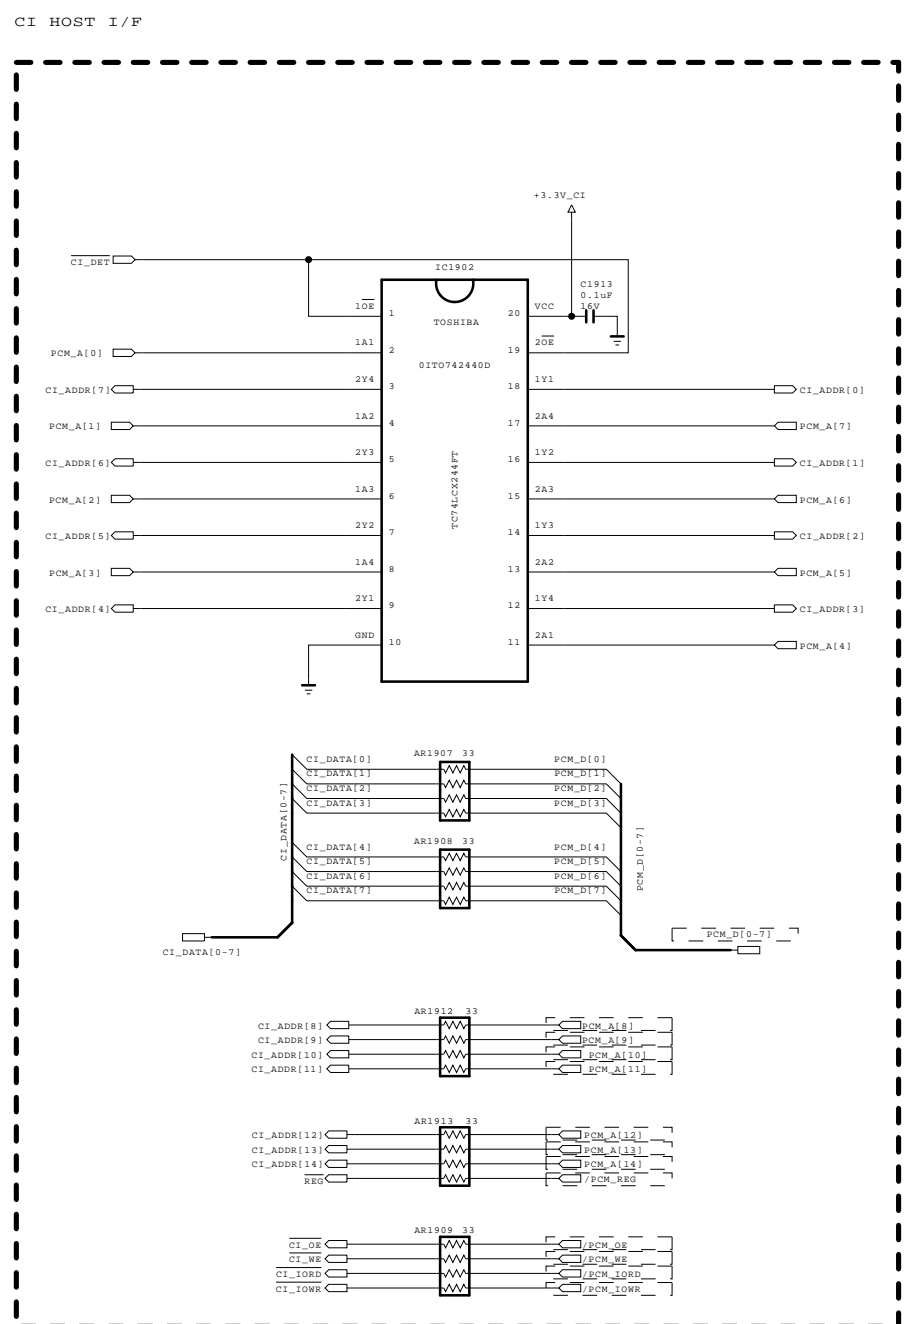 CI HOST I/F
+3.3V_CI
CI_DET
IC1902
C1913
0.1uF
16V
1OE 1 20 VCC
TOSHIBA
PCM_A[0] 1A1 2 19 2OE
0ITO742440D
CI_ADDR[7] 2Y4 3 18 1Y1 CI_ADDR[0]
PCM_A[1] 1A2 4 17 2A4 PCM_A[7]
CI_ADDR[6] 2Y3 5 16 1Y2 CI_ADDR[1]
TC74LCX244FT
PCM_A[2] 1A3 6 15 2A3 PCM_A[6]
CI_ADDR[5] 2Y2 7 14 1Y3 CI_ADDR[2]
PCM_A[3] 1A4 8 13 2A2 PCM_A[5]
CI_ADDR[4] 2Y1 9 12 1Y4 CI_ADDR[3]
GND 10 11 2A1 PCM_A[4]
AR1907 33
CI_DATA[0] PCM_D[0]
CI_DATA[1] PCM_D[1]
CI_DATA[2] PCM_D[2]
CI_DATA[3] PCM_D[3]
CI_DATA[0-7]
PCM_D[0-7]
AR1908 33
CI_DATA[4] PCM_D[4]
CI_DATA[5] PCM_D[5]
CI_DATA[6] PCM_D[6]
CI_DATA[7] PCM_D[7]
PCM_D[0-7]
CI_DATA[0-7]
AR1912 33
CI_ADDR[8] PCM_A[8]
CI_ADDR[9] PCM_A[9]
CI_ADDR[10] PCM_A[10]
CI_ADDR[11] PCM_A[11]
AR1913 33
CI_ADDR[12] PCM_A[12]
CI_ADDR[13] PCM_A[13]
CI_ADDR[14] PCM_A[14]
REG /PCM_REG
AR1909 33
CI_OE /PCM_OE
CI_WE /PCM_WE
CI_IORD /PCM_IORD
CI_IOWR /PCM_IOWR